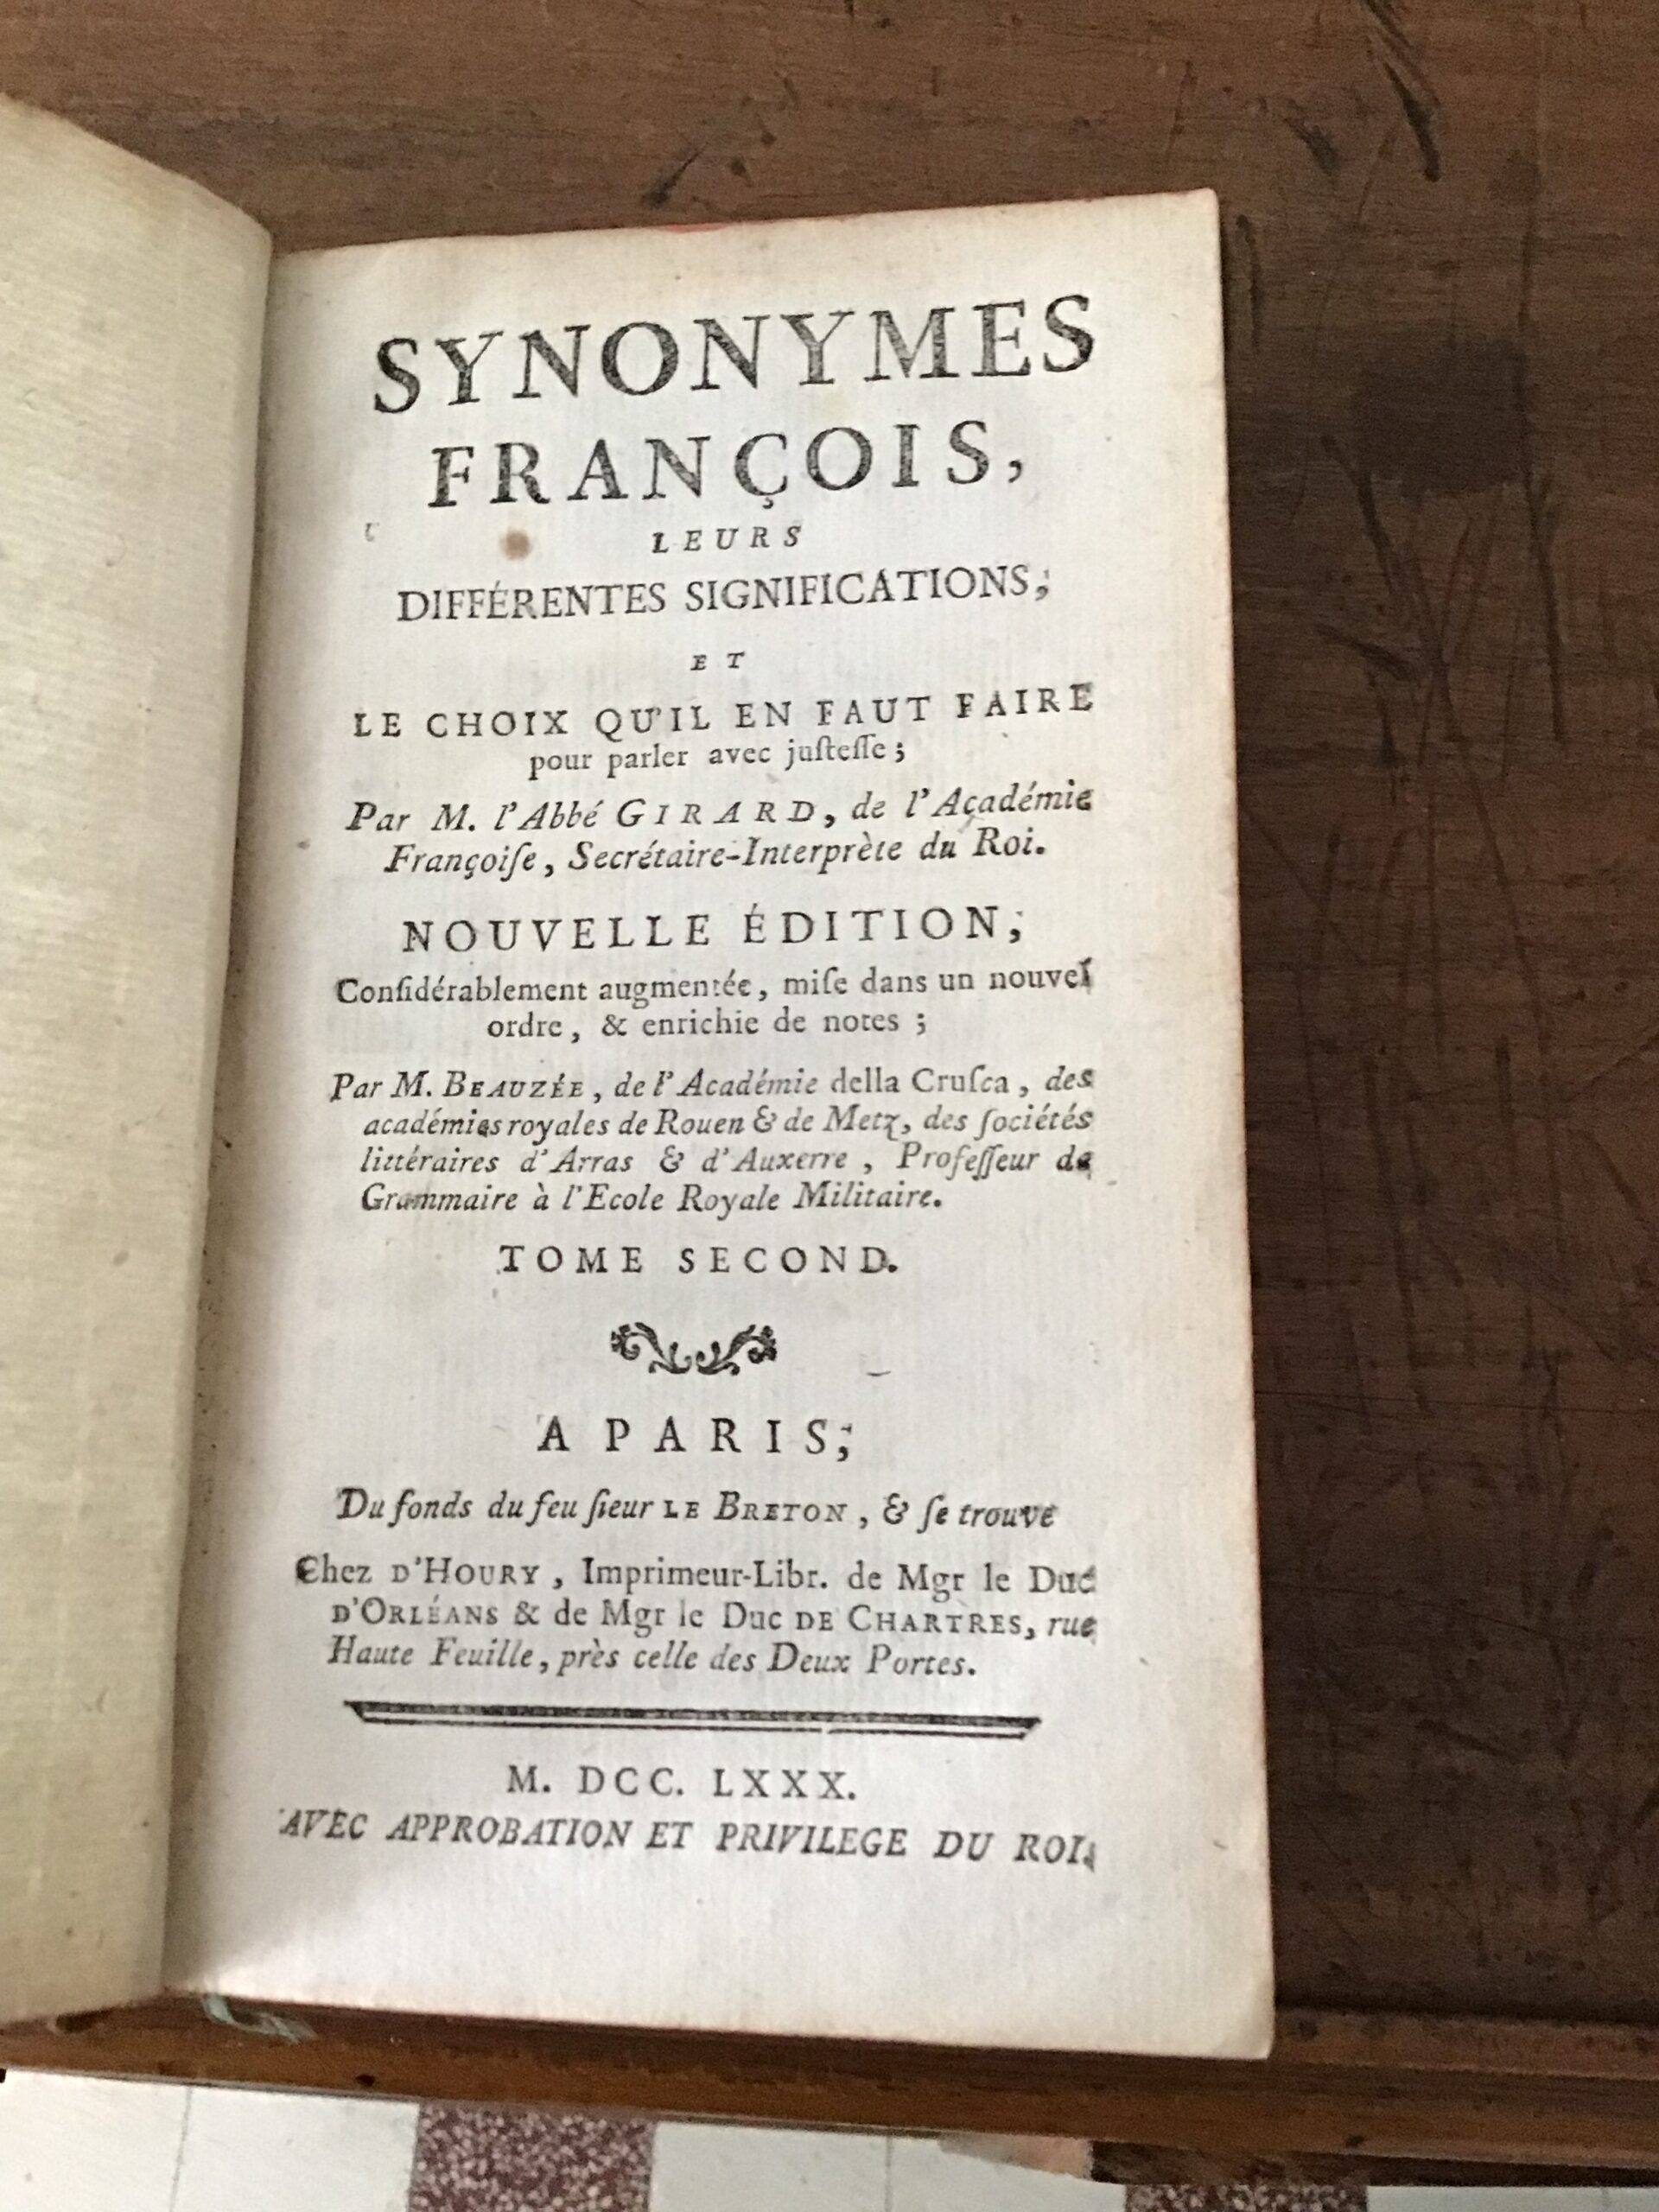 SYNONYMES
FRANÇOIS,
LEURS
DIFFÉRENTES SIGNIFICATIONS;
ET
LE CHOIX QU'IL EN FAUT FAIRE
pour parler avec juſteſſe;
Par M. l'Abbé GIRARD, de l'Açadémie
Françoiſe, Secrétaire-Interprète du Roi.
NOUVELLE ÉDITION;
Conſidérablement augmentée, miſe dans un nouvel
ordre, & enrichie de notes;
Par M. BEAUZÉE, de l'Académie della Cruſca, des
académies royales de Rouen & de Metz, des ſociétés
littéraires d'Arras & d'Auxerre, Profeſſeur de
Grammaire à l'Ecole Royale Militaire.
TOME SECOND.
A PARIS;
Du fonds du feu ſieur LE BRETON, & ſe trouve
Chez D'HOURY, Imprimeur-Libr. de Mgr le Duc
D'ORLÉANS & de Mgr le Duc DE CHARTRES, rue
Haute Feuille, près celle des Deux Portes.
M. DCC. LXXX.
AVEC APPROBATION ET PRIVILEGE DU ROI.